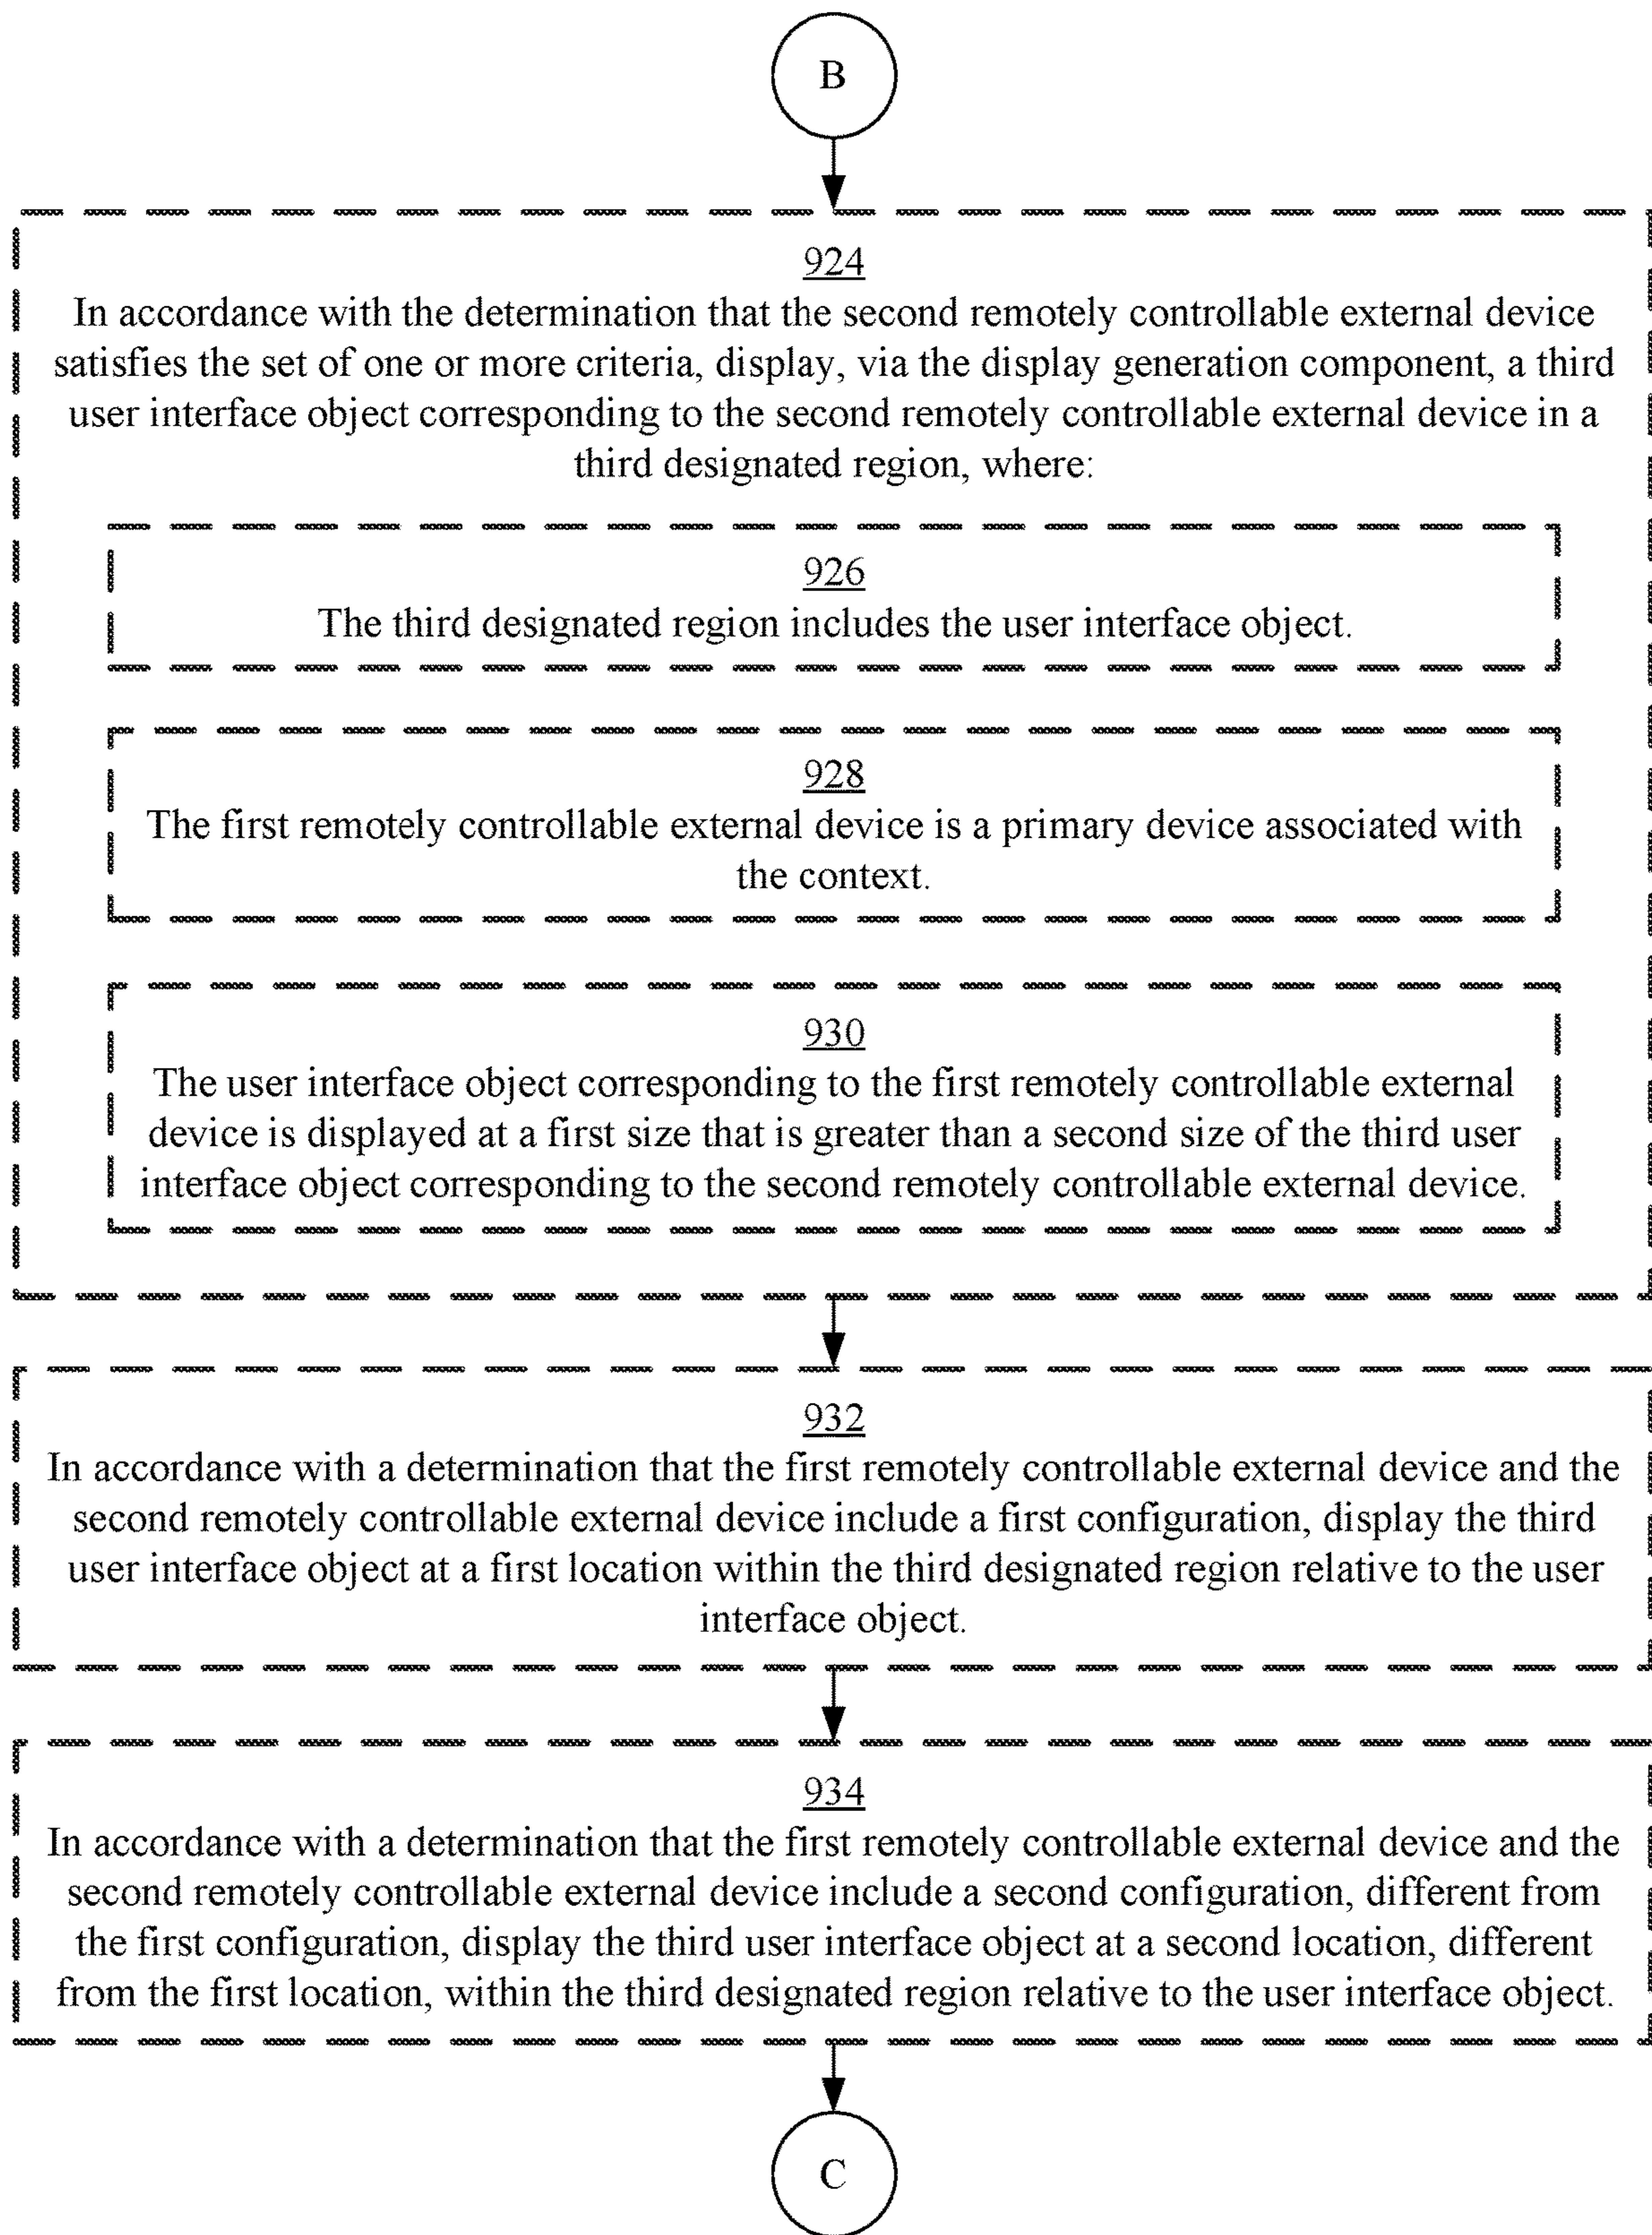 B
924
In accordance with the determination that the second remotely controllable external device
satisfies the set of one or more criteria, display, via the display generation component, a third
user interface object corresponding to the second remotely controllable external device in a
third designated region, where:
926
The third designated region includes the user interface object.
928
The first remotely controllable external device is a primary device associated with
the context.
930
The user interface object corresponding to the first remotely controllable external
device is displayed at a first size that is greater than a second size of the third user
interface object corresponding to the second remotely controllable external device.
932
In accordance with a determination that the first remotely controllable external device and the
second remotely controllable external device include a first configuration, display the third
user interface object at a first location within the third designated region relative to the user
interface object.
934
In accordance with a determination that the first remotely controllable external device and the
second remotely controllable external device include a second configuration, different from
the first configuration, display the third user interface object at a second location, different
from the first location, within the third designated region relative to the user interface object.
C